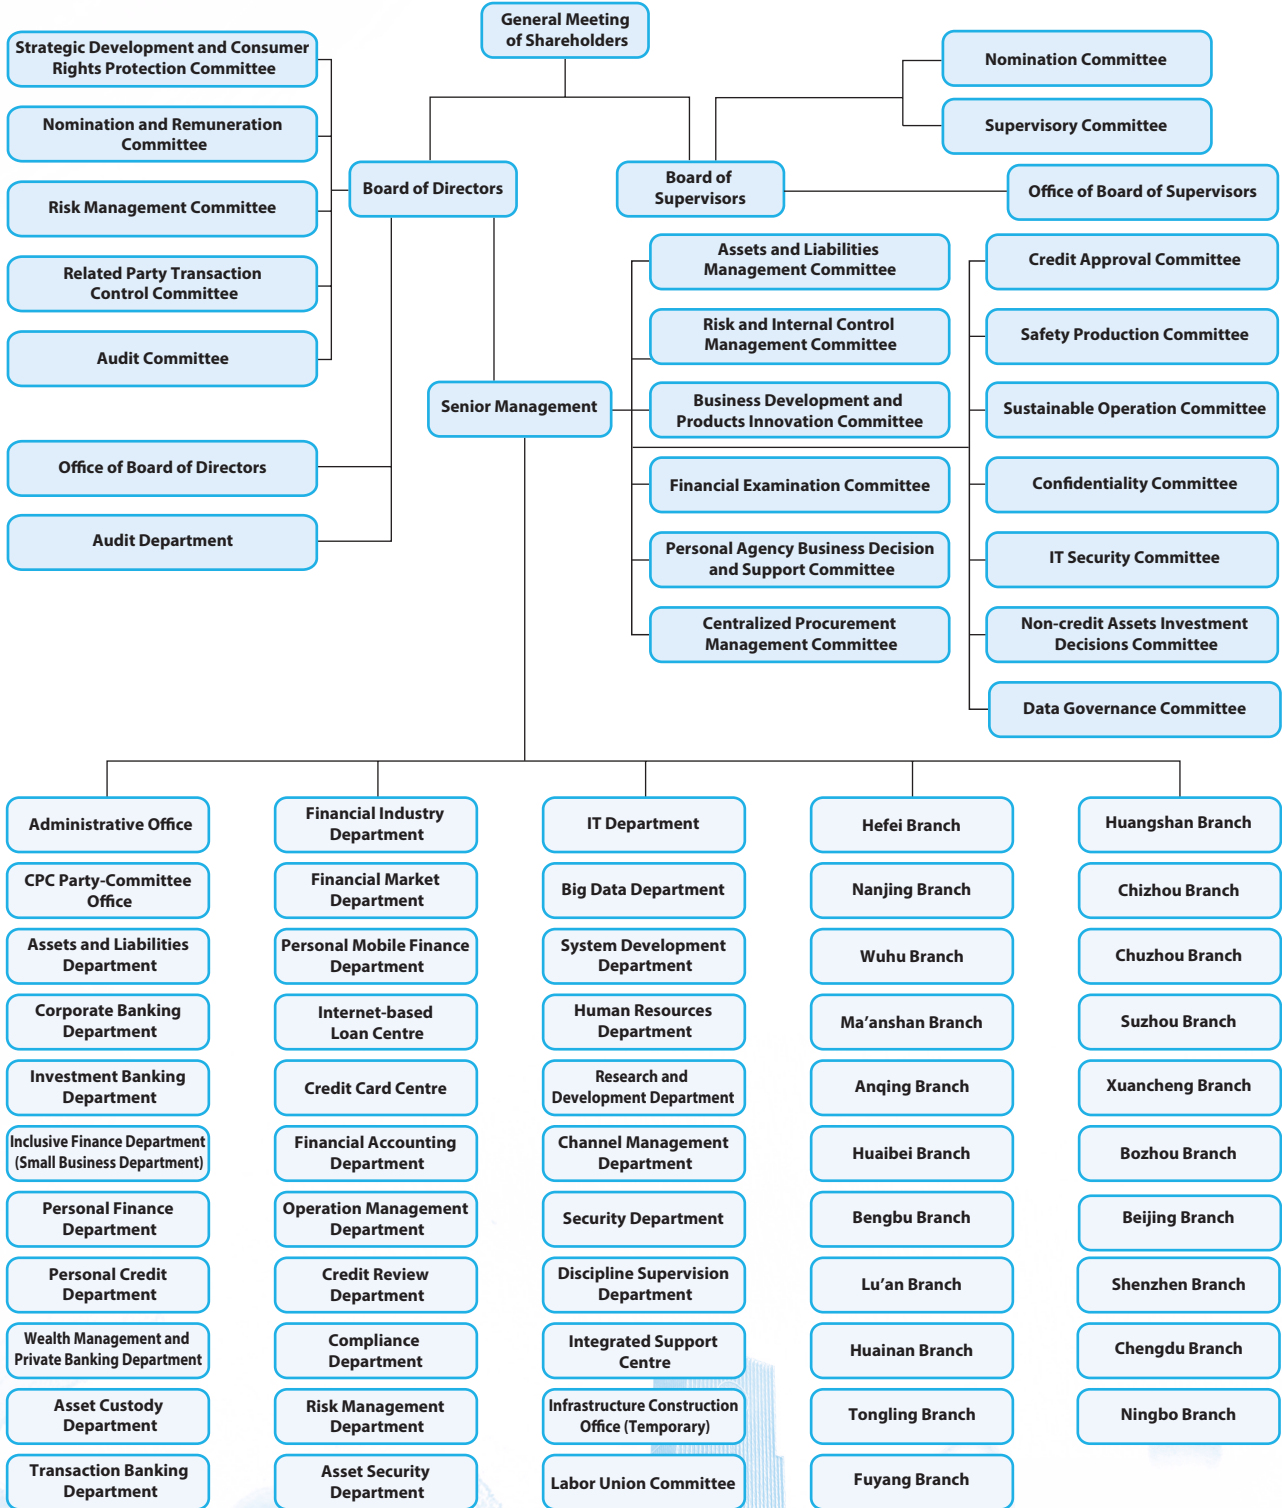 General Meeting
of Shareholders
Strategic Development and Consumer
Rights Protection Committee
Nomination and Remuneration
Committee
Risk Management Committee
Related Party Transaction
Control Committee
Audit Committee
Board of Directors
Board of
Supervisors
Nomination Committee
Supervisory Committee
Office of Board of Supervisors
Office of Board of Directors
Audit Department
Senior Management
Assets and Liabilities
Management Committee
Risk and Internal Control
Management Committee
Business Development and
Products Innovation Committee
Financial Examination Committee
Personal Agency Business Decision
and Support Committee
Centralized Procurement
Management Committee
Credit Approval Committee
Safety Production Committee
Sustainable Operation Committee
Confidentiality Committee
IT Security Committee
Non-credit Assets Investment
Decisions Committee
Data Governance Committee
Administrative Office
CPC Party-Committee
Office
Assets and Liabilities
Department
Corporate Banking
Department
Investment Banking
Department
Inclusive Finance Department
(Small Business Department)
Personal Finance
Department
Personal Credit
Department
Wealth Management and
Private Banking Department
Asset Custody
Department
Transaction Banking
Department
Financial Industry
Department
Financial Market
Department
Personal Mobile Finance
Department
Internet-based
Loan Centre
Credit Card Centre
Financial Accounting
Department
Operation Management
Department
Credit Review
Department
Compliance
Department
Risk Management
Department
Asset Security
Department
IT Department
Big Data Department
System Development
Department
Human Resources
Department
Research and
Development Department
Channel Management
Department
Security Department
Discipline Supervision
Department
Integrated Support
Centre
Infrastructure Construction
Office (Temporary)
Labor Union Committee
Hefei Branch
Nanjing Branch
Wuhu Branch
Ma’anshan Branch
Anqing Branch
Huaibei Branch
Bengbu Branch
Lu’an Branch
Huainan Branch
Tongling Branch
Fuyang Branch
Huangshan Branch
Chizhou Branch
Chuzhou Branch
Suzhou Branch
Xuancheng Branch
Bozhou Branch
Beijing Branch
Shenzhen Branch
Chengdu Branch
Ningbo Branch